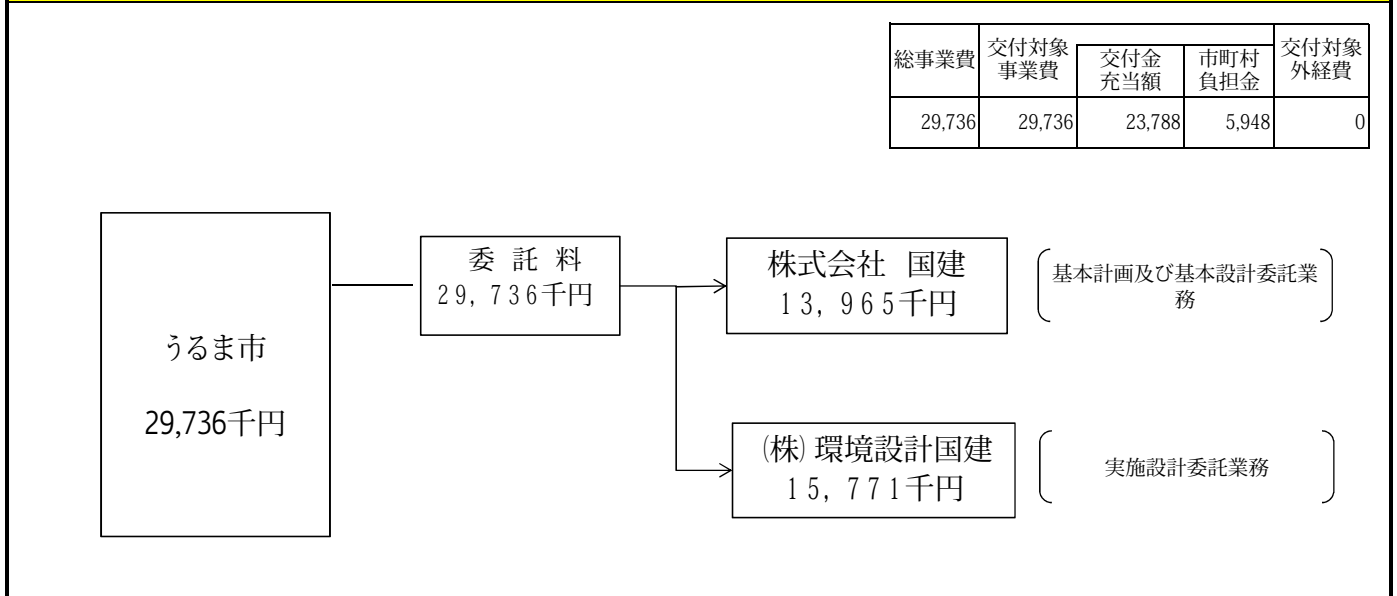 総事業費 交付対象事業費 交付金充当額 市町村負担金 交付対象外経費
29,736 29,736 23,788 5,948 0
うるま市
29,736千円
委託料
29,736千円
株式会社 国建
13,965千円
基本計画及び基本設計委託業
務
(株)環境設計国建
15,771千円
実施設計委託業務